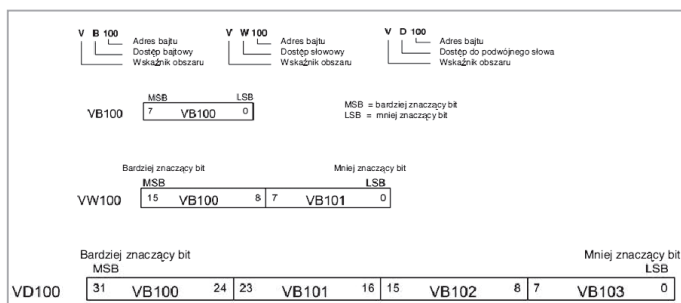 V B 100 V W 100 V D 100
Adres bajtu Adres bajtu Adres bajtu
Dostęp bajtowy Dostęp słowowy Dostęp do podwójnego słowa
Wskaźnik obszaru Wskaźnik obszaru Wskaźnik obszaru
MSB LSB
VB100 7 VB100 0
MSB = bardziej znaczący bit
LSB = mniej znaczący bit
Bardziej znaczący bit Mniej znaczący bit
MSB LSB
VW100 15 VB100 8 7 VB101 0
Bardziej znaczący bit Mniej znaczący bit
MSB LSB
VD100 31 VB100 24 23 VB101 16 15 VB102 8 7 VB103 0